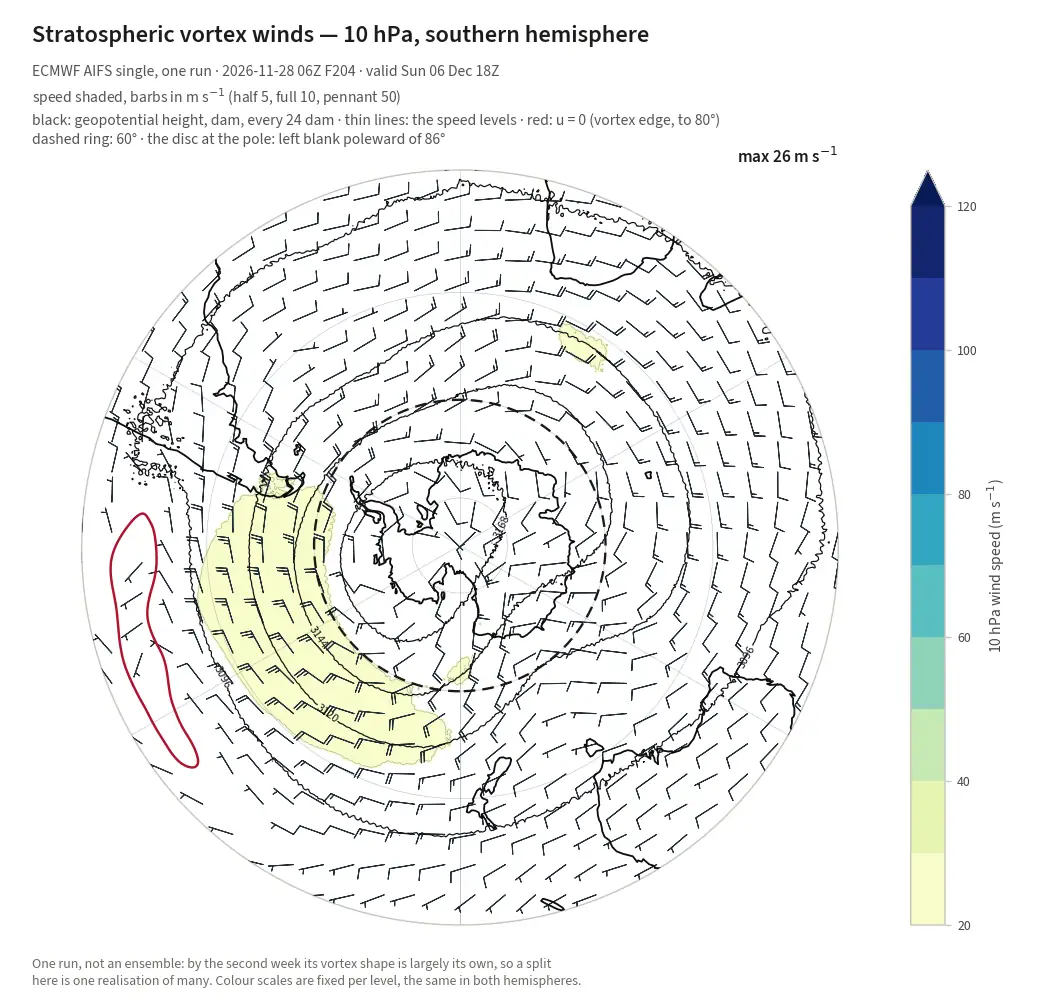 Stratospheric vortex winds — 10 hPa, southern hemisphere
ECMWF AIFS single, one run · 2026-11-28 06Z F204 · valid Sun 06 Dec 18Z
speed shaded, barbs in m s⁻¹ (half 5, full 10, pennant 50)
black: geopotential height, dam, every 24 dam · thin lines: the speed levels · red: u = 0 (vortex edge, to 80°)
dashed ring: 60° · the disc at the pole: left blank poleward of 86°
max 26 m s⁻¹
120
100
80
60
40
20
10 hPa wind speed (m s⁻¹)
3168
3144
3096
3096
3120
One run, not an ensemble: by the second week its vortex shape is largely its own, so a split
here is one realisation of many. Colour scales are fixed per level, the same in both hemispheres.